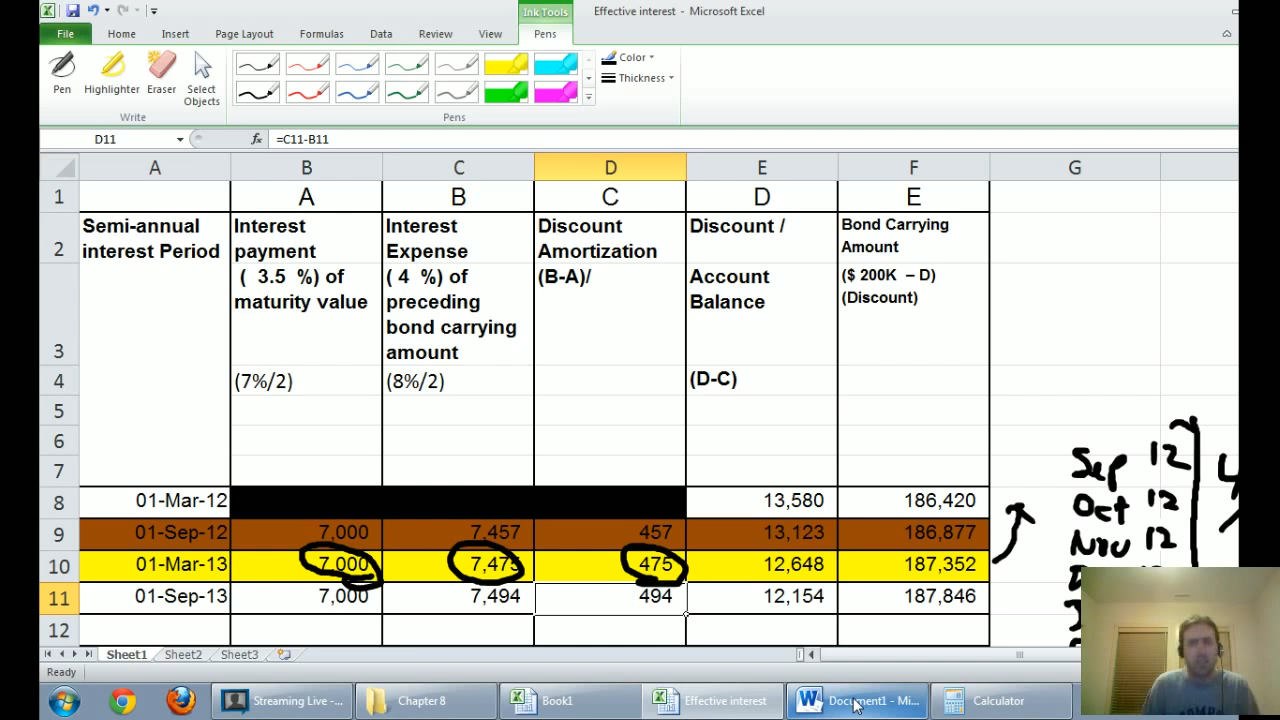 Ink Tools
Effective interest - Microsoft Excel
File Home Insert Page Layout Formulas Data Review View Pens
Pen Highlighter Eraser Select Objects
Color
Thickness
Write Pens
D11 fx =C11-B11
A B C D E F G
1 A B C D E
2 Semi-annual interest Period Interest payment Interest Expense Discount Amortization Discount / Bond Carrying Amount
3 ( 3.5 %) of maturity value ( 4 %) of preceding bond carrying amount (B-A)/ Account Balance ($ 200K – D) (Discount)
4 (7%/2) (8%/2) (D-C)
5
6
7
8 01-Mar-12 13,580 186,420
9 01-Sep-12 7,000 7,457 457 13,123 186,877
10 01-Mar-13 7,000 7,475 475 12,648 187,352
11 01-Sep-13 7,000 7,494 494 12,154 187,846
12
Sep 12
Oct 12
Nov 12
Sheet1 Sheet2 Sheet3
Ready
Streaming Live -... Chapter 8 Book1 Effective interest Document1 - Mi... Calculator